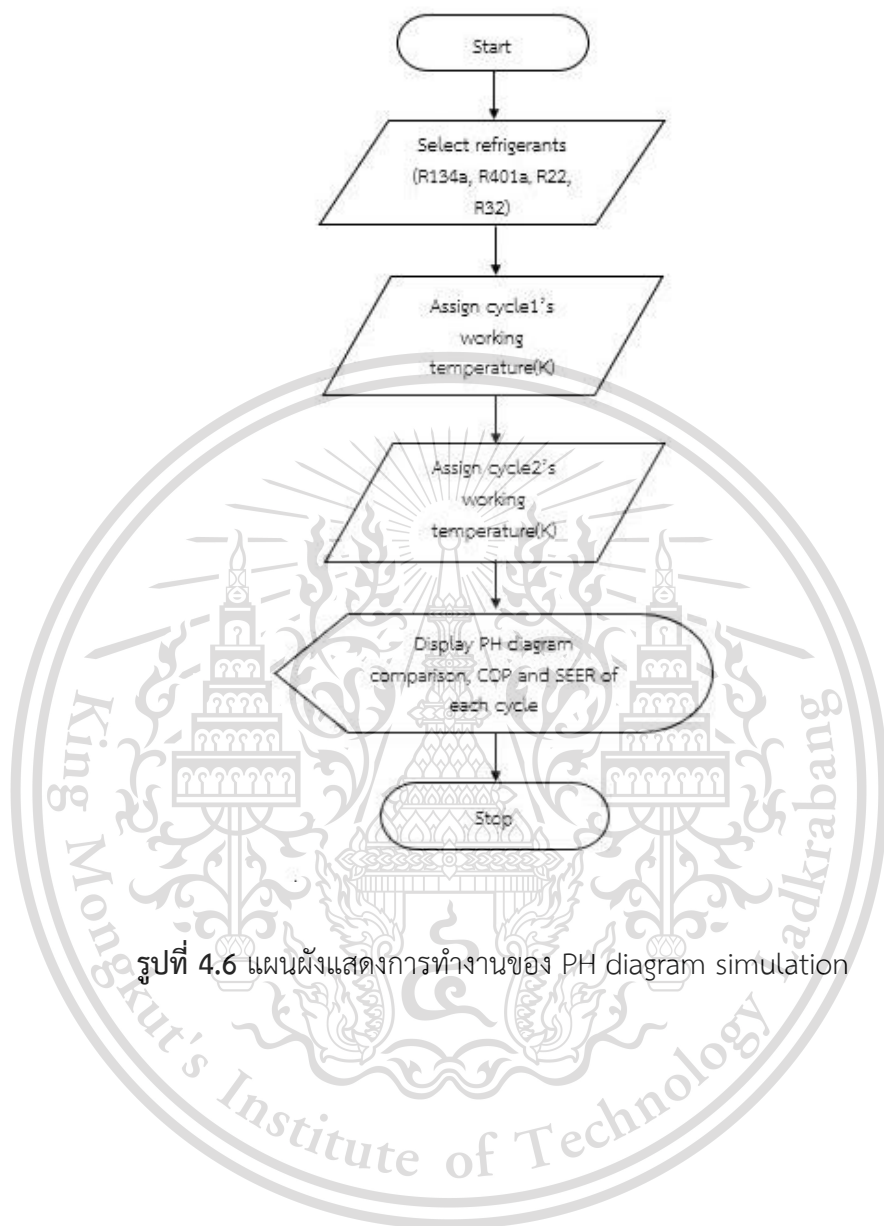 Start
Select refrigerants
(R134a, R401a, R22,
R32)
Assign cycle1's
working
temperature(K)
Assign cycle2's
working
temperature(K)
Display PH diagram
comparison, COP and SEER of
each cycle
Stop
รูปที่ 4.6 แผนผังแสดงการทำงานของ PH diagram simulation
King Mongkut's Institute of Technology Ladkrabang